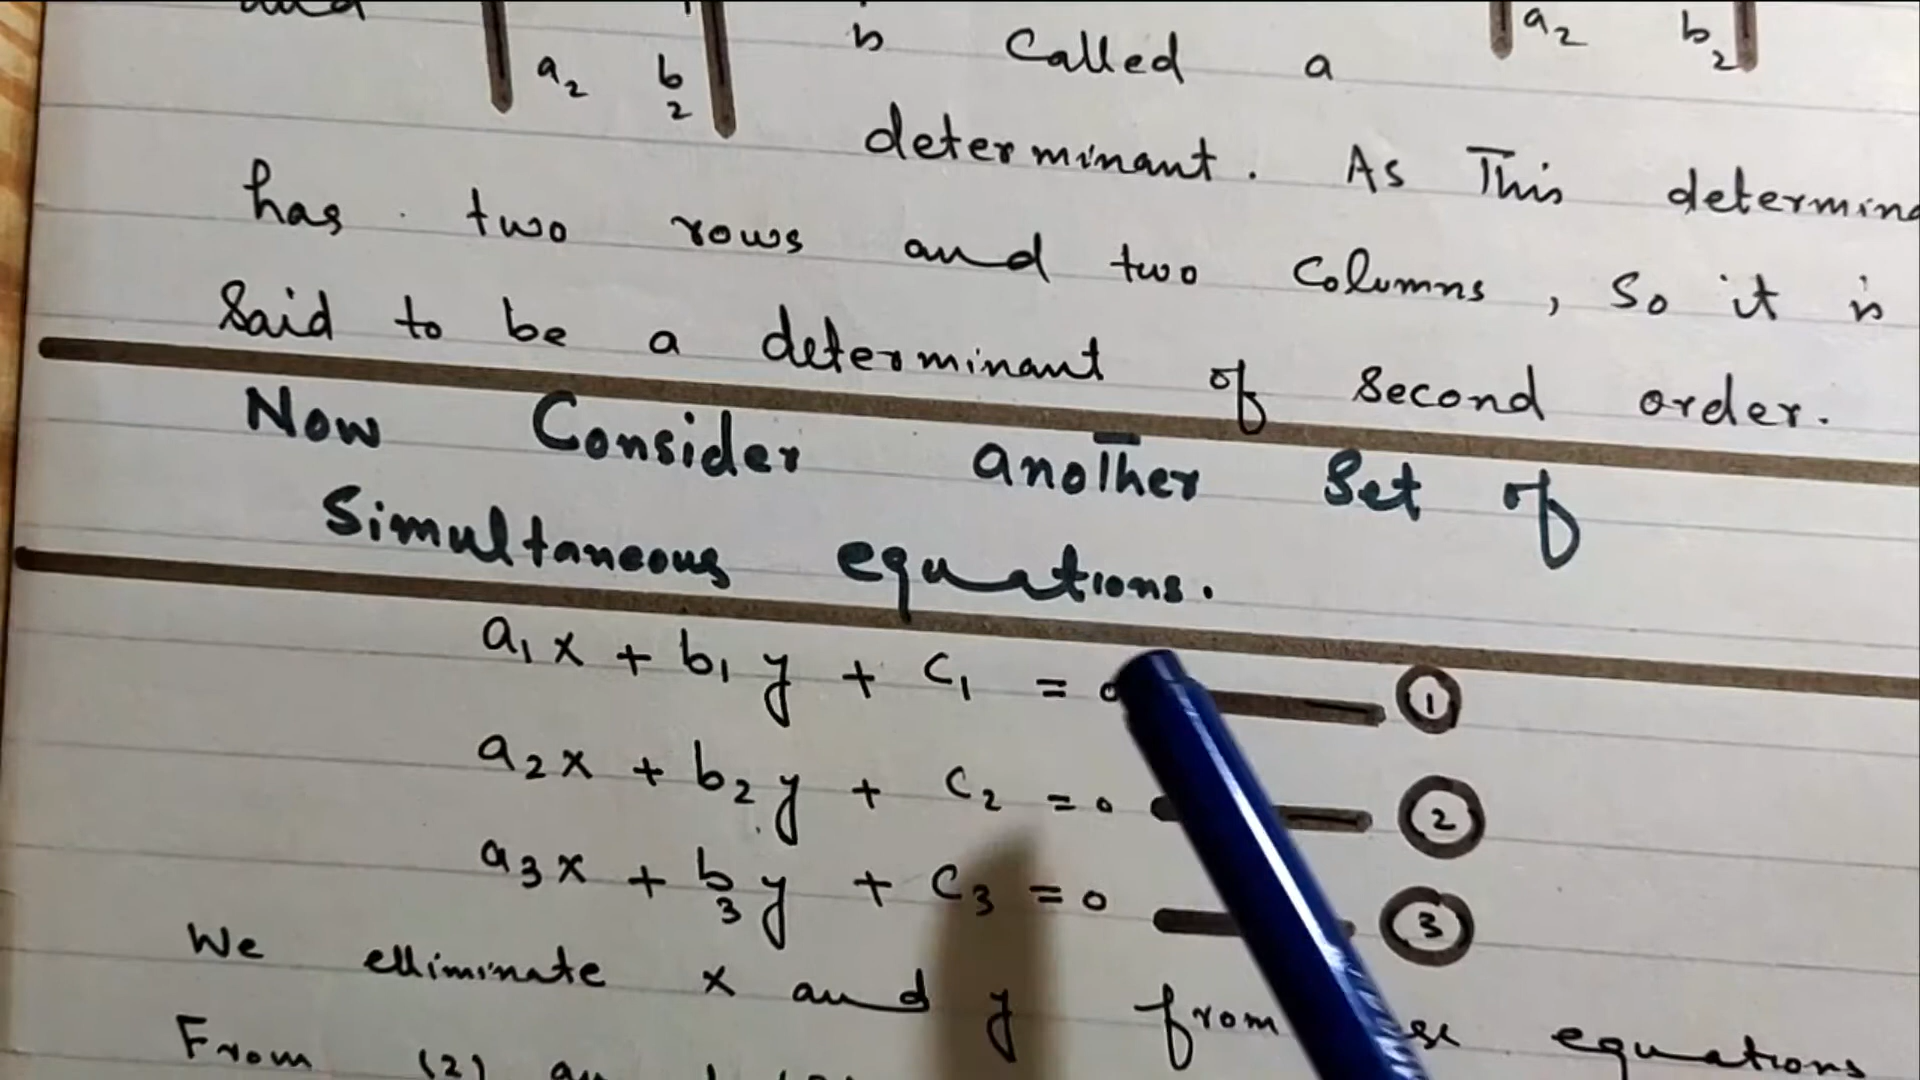 a₂ b₂ is called a a₂ b₂
determinant. As This
has two rows and two Columns, So it is
Said to be a determinant of Second order.
Now Consider another Set of
Simultaneous equations.
a₁x + b₁y + c₁ = 0 ①
a₂x + b₂y + c₂ = 0 ②
a₃x + b₃y + c₃ = 0 ③
We elliminate x and y from equations
From (2)